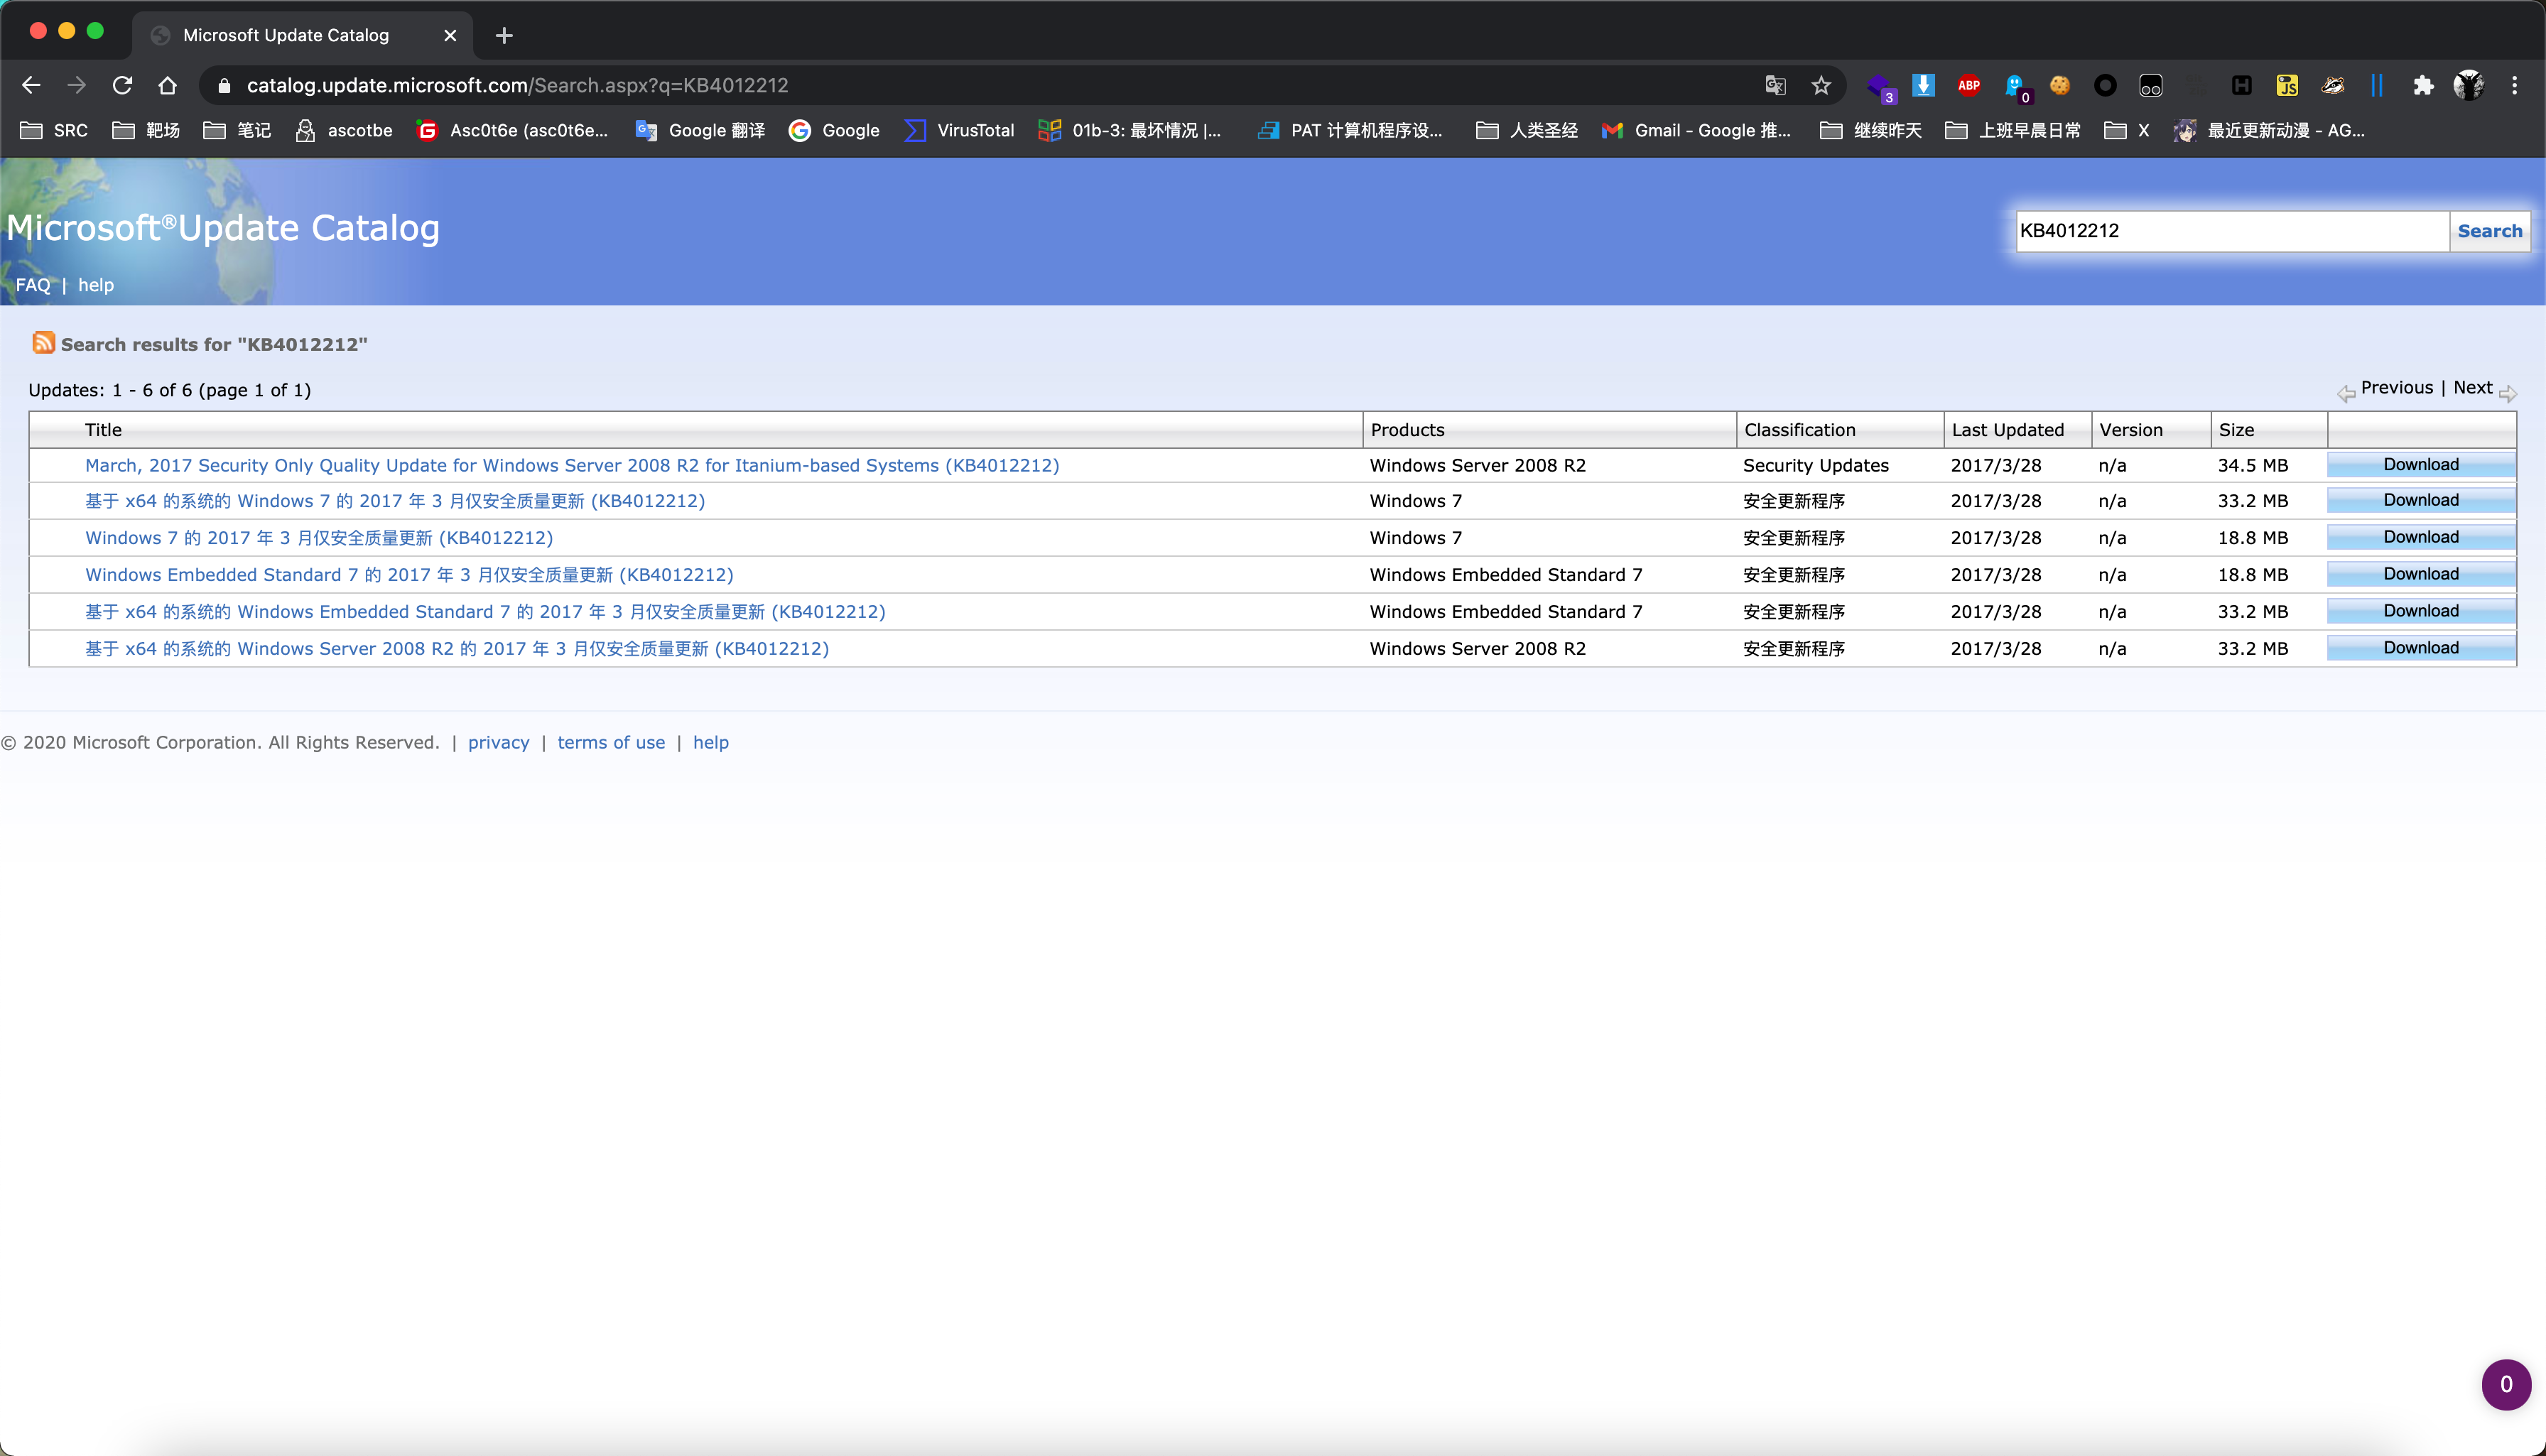 Microsoft Update Catalog
catalog.update.microsoft.com/Search.aspx?q=KB4012212
3
ABP
0
H
JS
SRC
靶场
笔记
ascotbe
Asc0t6e (asc0t6e...
Google 翻译
Google
VirusTotal
01b-3: 最坏情况 |...
PAT 计算机程序设...
人类圣经
Gmail - Google 推...
继续昨天
上班早晨日常
X
最近更新动漫 - AG...
Microsoft®Update Catalog
KB4012212
Search
FAQ | help
Search results for "KB4012212"
Updates: 1 - 6 of 6 (page 1 of 1)
Previous | Next
Title Products Classification Last Updated Version Size
March, 2017 Security Only Quality Update for Windows Server 2008 R2 for Itanium-based Systems (KB4012212) Windows Server 2008 R2 Security Updates 2017/3/28 n/a 34.5 MB Download
基于 x64 的系统的 Windows 7 的 2017 年 3 月仅安全质量更新 (KB4012212) Windows 7 安全更新程序 2017/3/28 n/a 33.2 MB Download
Windows 7 的 2017 年 3 月仅安全质量更新 (KB4012212) Windows 7 安全更新程序 2017/3/28 n/a 18.8 MB Download
Windows Embedded Standard 7 的 2017 年 3 月仅安全质量更新 (KB4012212) Windows Embedded Standard 7 安全更新程序 2017/3/28 n/a 18.8 MB Download
基于 x64 的系统的 Windows Embedded Standard 7 的 2017 年 3 月仅安全质量更新 (KB4012212) Windows Embedded Standard 7 安全更新程序 2017/3/28 n/a 33.2 MB Download
基于 x64 的系统的 Windows Server 2008 R2 的 2017 年 3 月仅安全质量更新 (KB4012212) Windows Server 2008 R2 安全更新程序 2017/3/28 n/a 33.2 MB Download
© 2020 Microsoft Corporation. All Rights Reserved. | privacy | terms of use | help
0